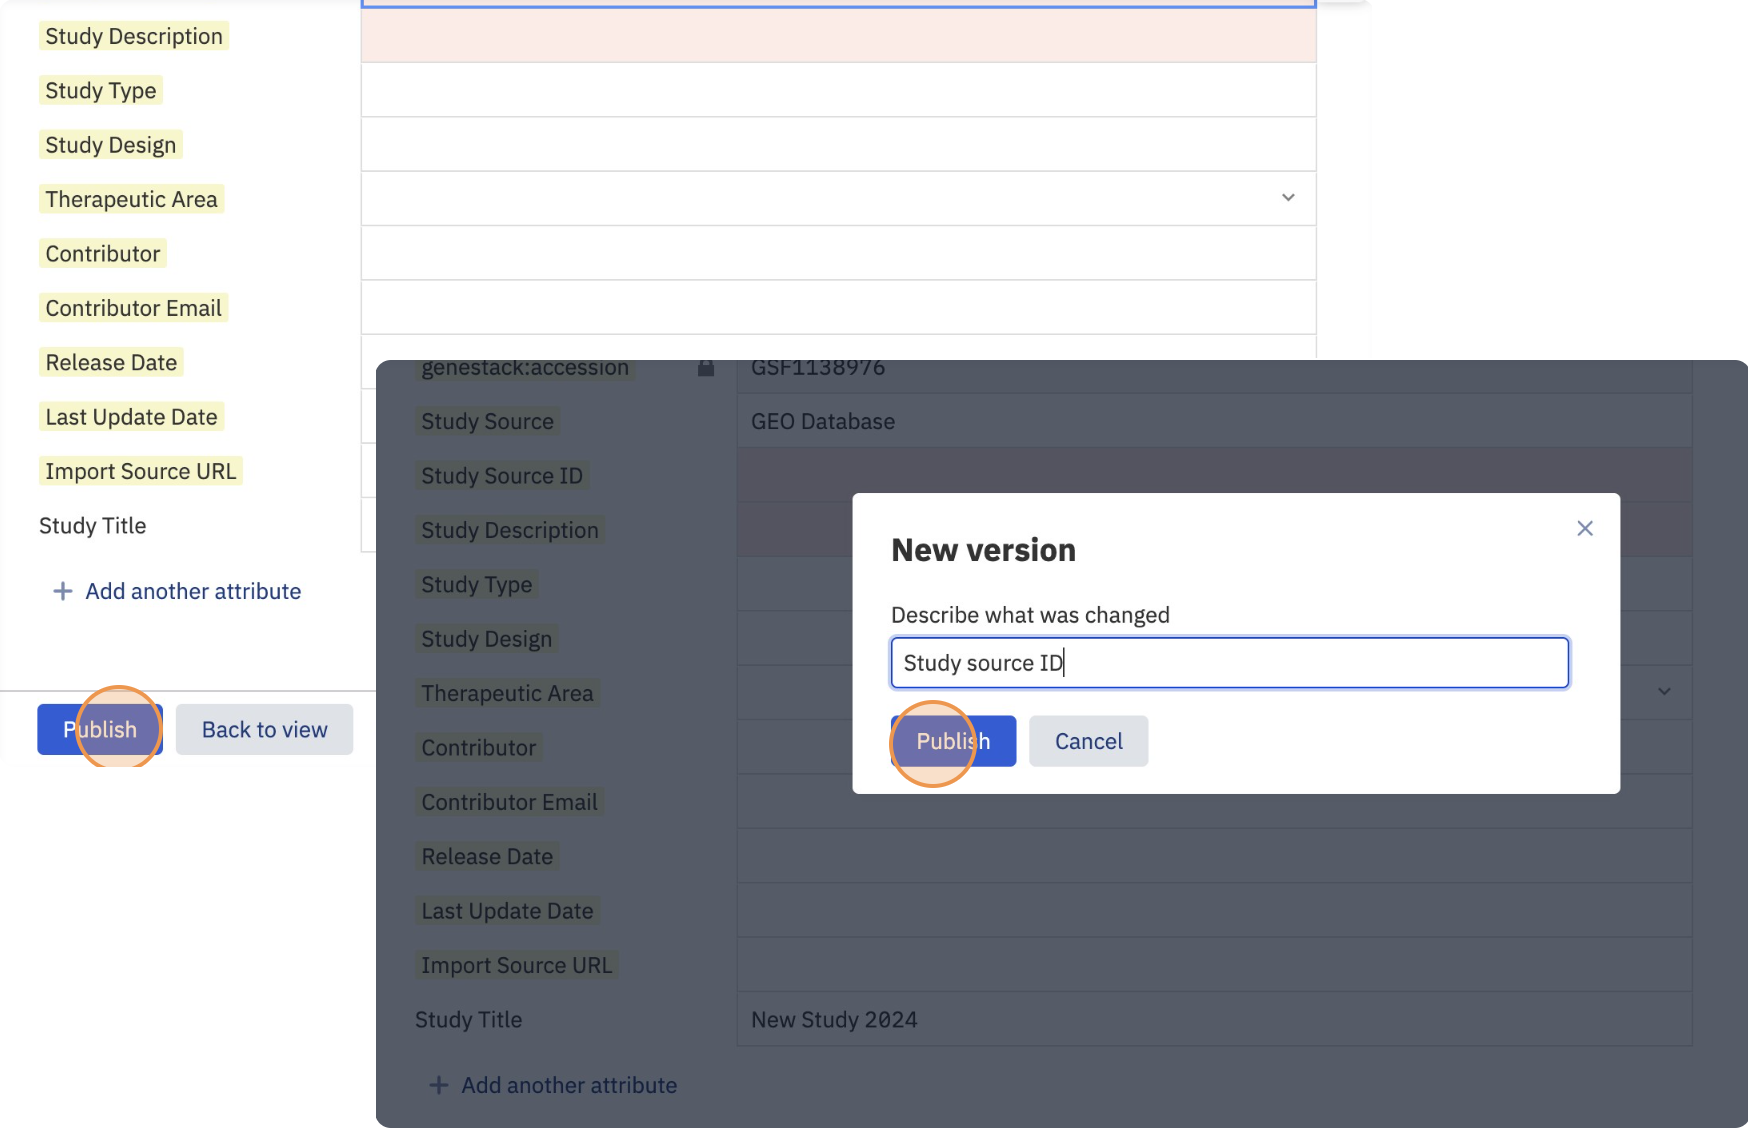 Study Description
Study Type
Study Design
Therapeutic Area
Contributor
Contributor Email
Release Date
Last Update Date
Import Source URL
Study Title
Add another attribute
Publish
Back to view
genestack:accession
GSF1138976
Study Source
GEO Database
Study Source ID
Study Description
Study Type
Study Design
Therapeutic Area
Contributor
Contributor Email
Release Date
Last Update Date
Import Source URL
Study Title
New Study 2024
Add another attribute
New version
Describe what was changed
Study source ID
Publish
Cancel